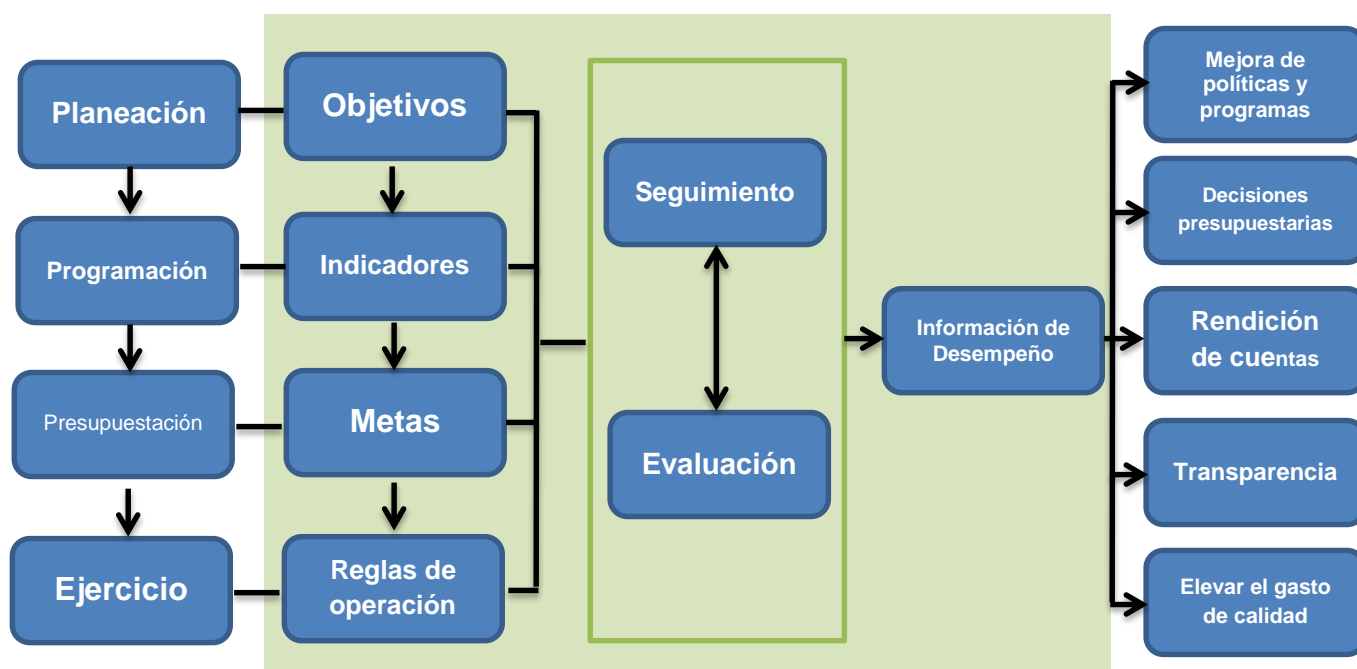 Planeación
Programación
Presupuestación
Ejercicio
Objetivos
Indicadores
Metas
Reglas de
operación
Seguimiento
Evaluación
Información de
Desempeño
Mejora de
políticas y
programas
Decisiones
presupuestarias
Rendición
de cuentas
Transparencia
Elevar el gasto
de calidad